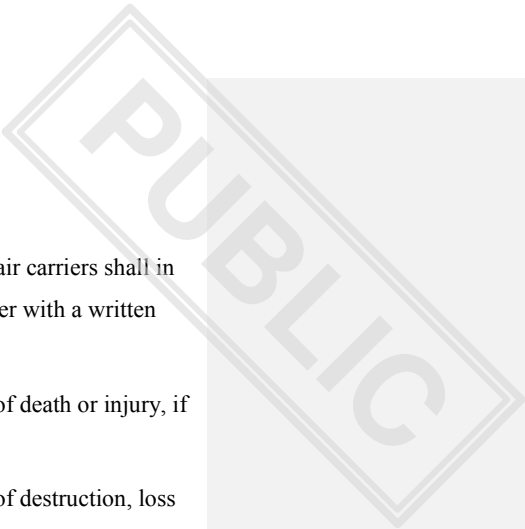 PUBLIC
air carriers shall in
er with a written
of death or injury, if
of destruction, loss